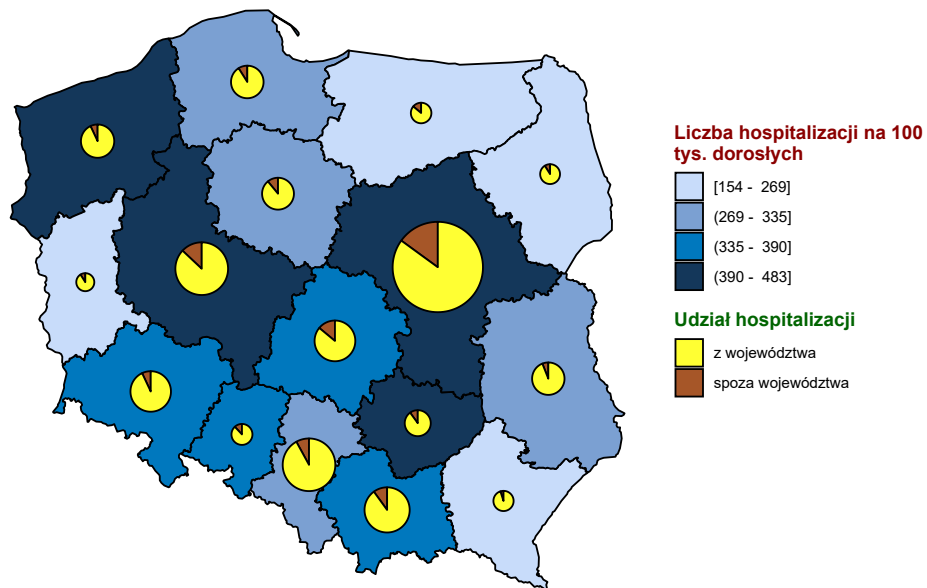 Liczba hospitalizacji na 100
tys. dorosłych
[154 - 269]
(269 - 335]
(335 - 390]
(390 - 483]
Udział hospitalizacji
z województwa
spoza województwa